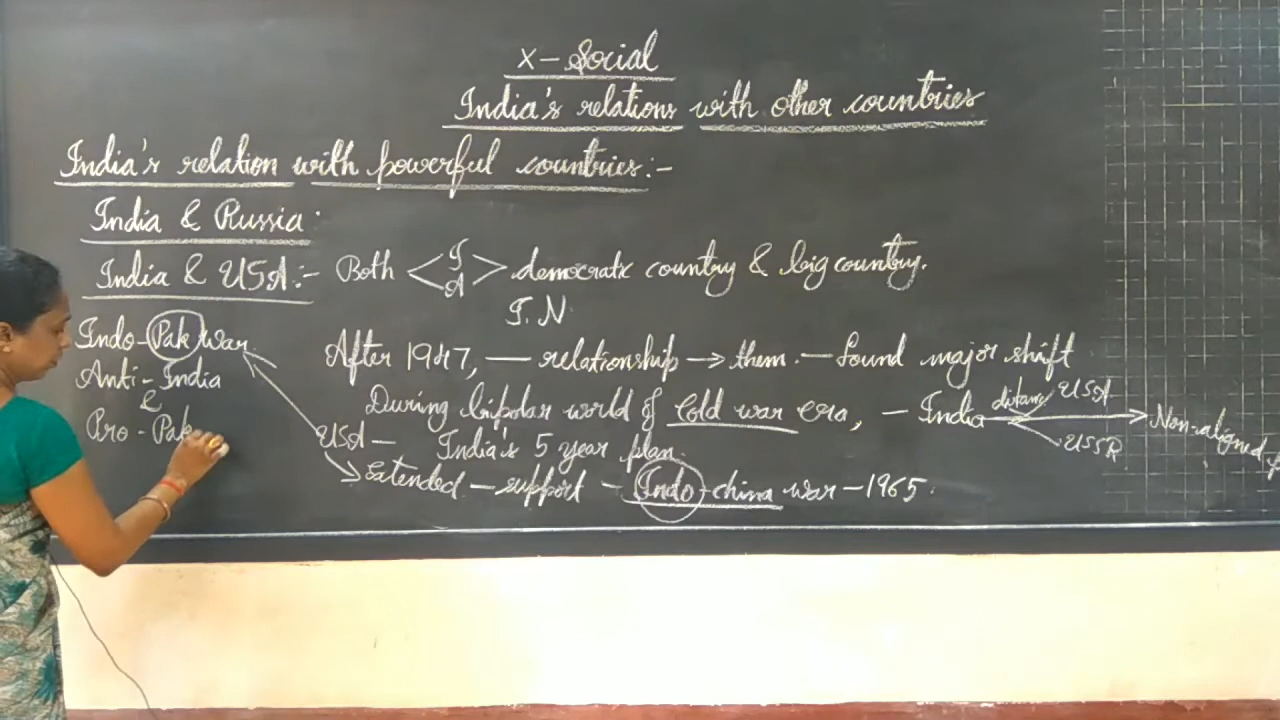 X - Social
India's relations with other countries
India's relation with powerful countries:-
India & Russia:
India & USA:- Both < I A > democratic country & big country.
I.N.
Indo-Pak war
Anti-India
&
Pro-Pak
After 1947, — relationship → them. — found major shift
During bipolar world of Cold war era, — India distance USA USSR → Non-aligned.
USA — India's 5 year plan.
Extended — support - Indo-china war - 1965.